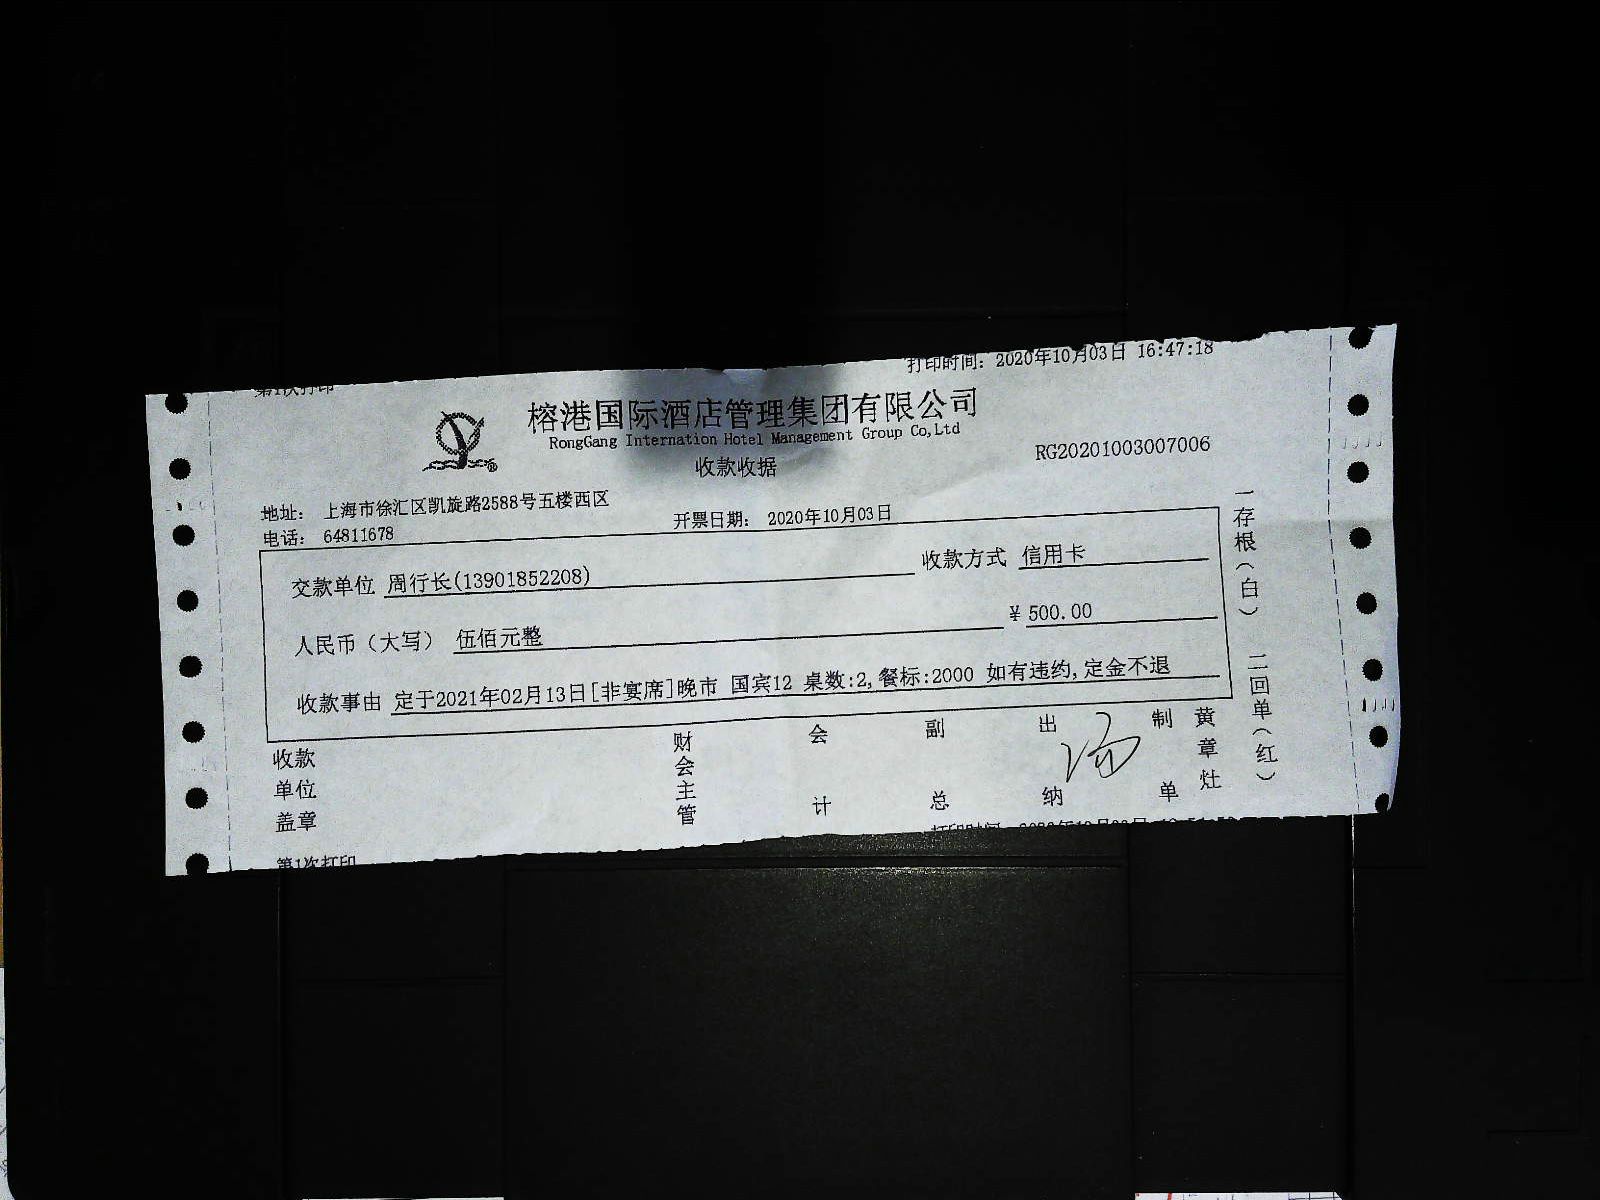 第1次打印
打印时间：2020年10月03日 16:47:18
榕港国际酒店管理集团有限公司
RongGang Internation Hotel Management Group Co,Ltd
收款收据
RG20201003007006
地址： 上海市徐汇区凯旋路2588号五楼西区
电话： 64811678
开票日期： 2020年10月03日
交款单位 周行长(13901852208)
收款方式 信用卡
人民币（大写） 伍佰元整
¥ 500.00
收款事由 定于2021年02月13日[非宴席]晚市 国宾12 桌数:2,餐标:2000 如有违约,定金不退
收款单位盖章
财会主管
会计
副总
出纳
制单
黄章灶
一存根（白）
二回单（红）
第1次打印
打印时间：